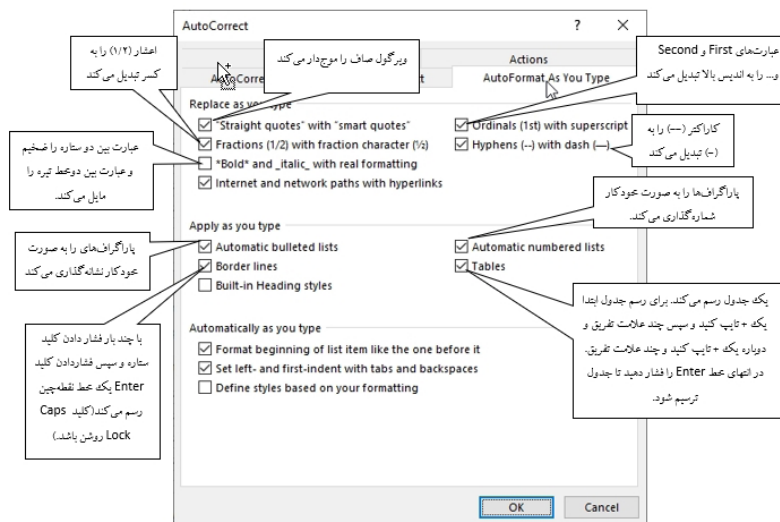 AutoCorrect
? ×
Actions
AutoFormat As You Type
Replace as you type
"Straight quotes" with "smart quotes"
Fractions (1/2) with fraction character (½)
*Bold* and _italic_ with real formatting
Internet and network paths with hyperlinks
Ordinals (1st) with superscript
Hyphens (--) with dash (—)
Apply as you type
Automatic bulleted lists
Border lines
Built-in Heading styles
Automatic numbered lists
Tables
Automatically as you type
Format beginning of list item like the one before it
Set left- and first-indent with tabs and backspaces
Define styles based on your formatting
OK
Cancel
اعشار (۱/۲) را به
کسر تبدیل می‌کند
ویرگول صاف را موج‌دار می‌کند
عبارت‌های First و Second
و... را به اندیس بالا تبدیل می‌کند
کاراکتر (--) را به
(-) تبدیل می‌کند
عبارت بین دو ستاره را ضخیم
و عبارت بین دوخط تیره را
مایل می‌کند.
پاراگراف‌ها را به صورت خودکار
شماره‌گذاری می‌کند.
پاراگراف‌های را به صورت
خودکار نشانه‌گذاری می‌کند
با چند بار فشار دادن کلید
ستاره و سپس فشاردادن کلید
Enter یک خط نقطه‌چین
رسم می‌کند(کلید Caps
Lock روشن باشد.)
یک جدول رسم می‌کند. برای رسم جدول ابتدا
یک + تایپ کنید و سپس چند علامت تفریق و
دوباره یک + تایپ کنید و چند علامت تفریق.
در انتهای خط Enter را فشار دهید تا جدول
ترسیم شود.